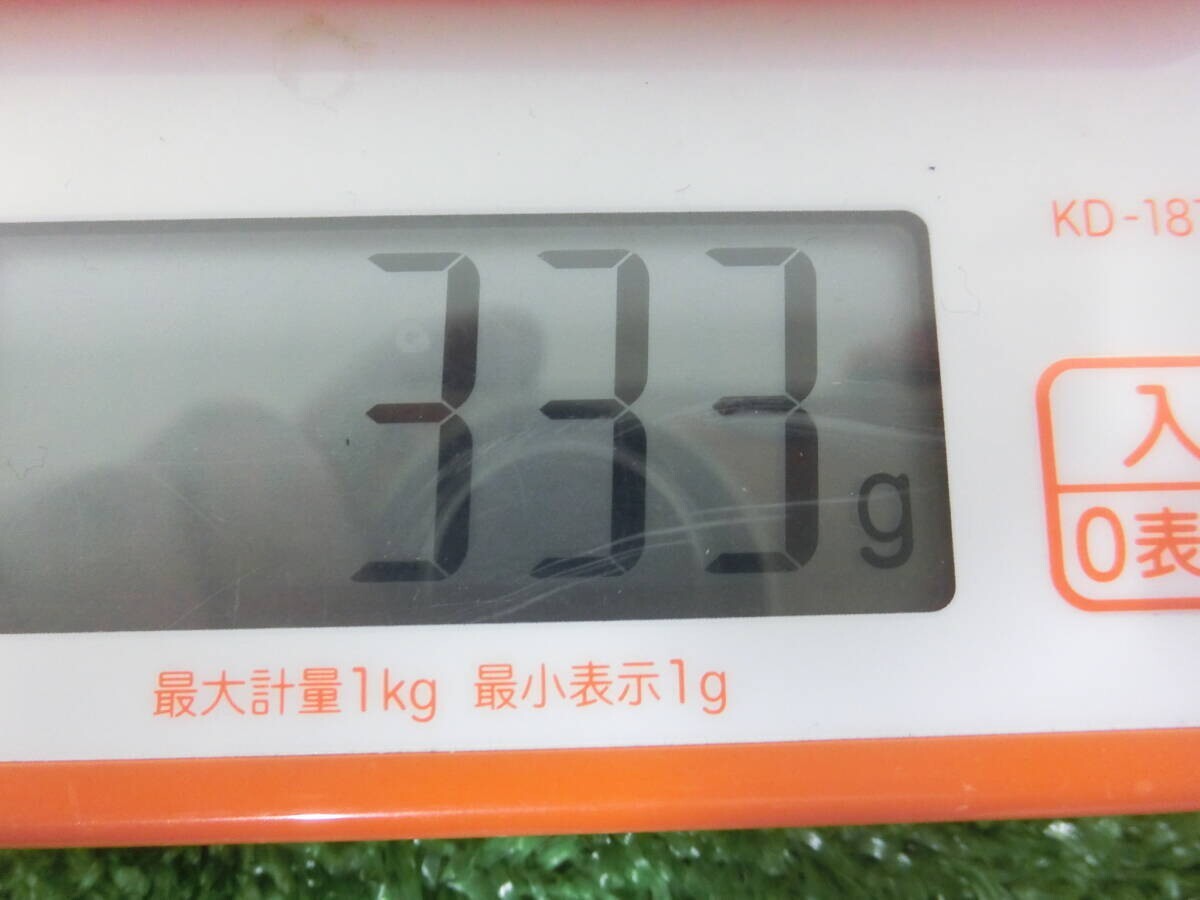 KD-18
333g
入
0表
最大計量1kg 最小表示1g